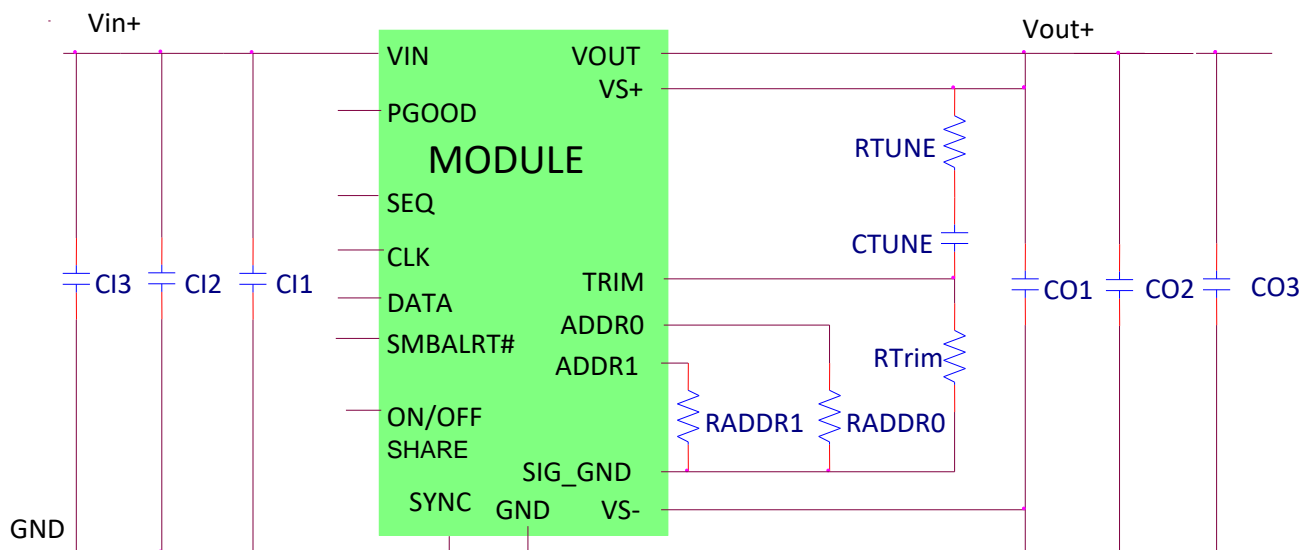 Vin+
Vout+
VIN
VOUT
VS+
PGOOD
MODULE
RTUNE
SEQ
CTUNE
CLK
TRIM
CI3
CI2
CI1
CO1
CO2
CO3
DATA
ADDR0
SMBALRT#
ADDR1
RTrim
ON/OFF
RADDR1
RADDR0
SHARE
SIG_GND
SYNC
GND
VS-
GND